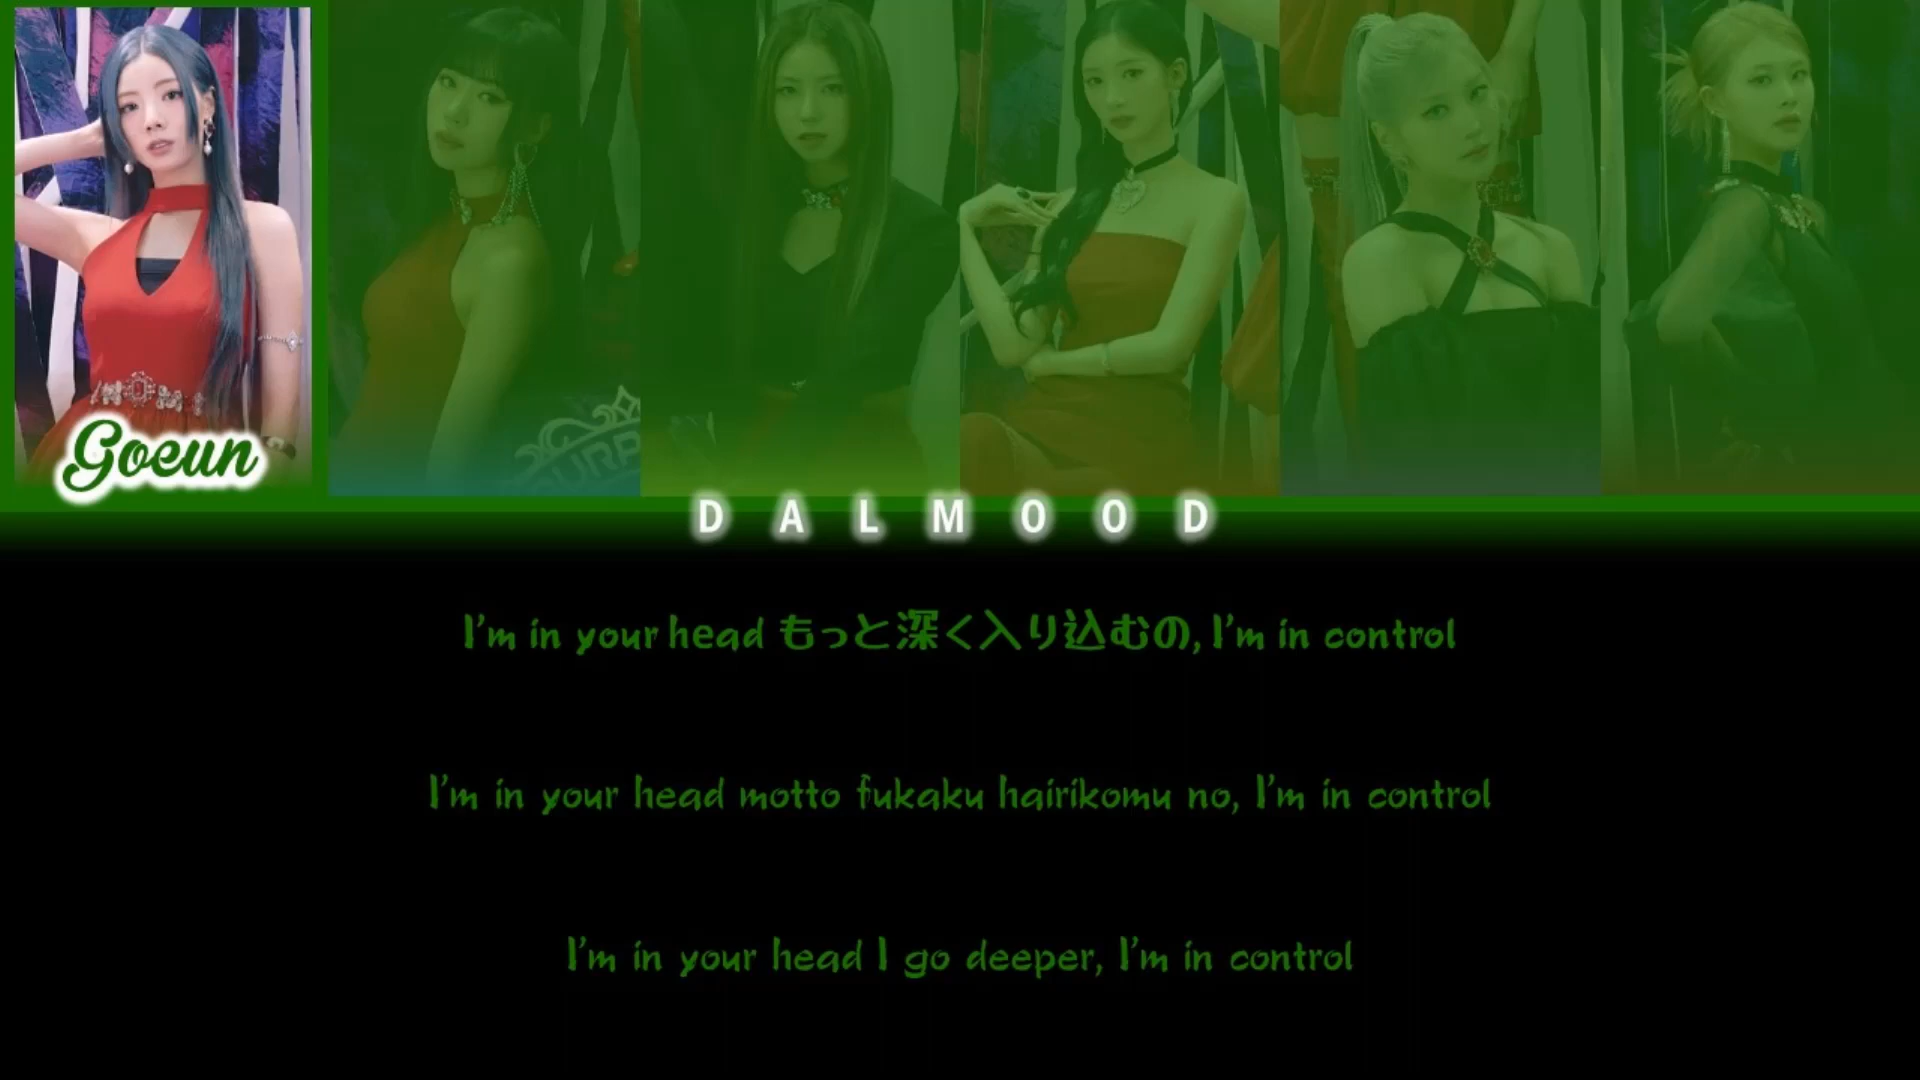 Goeun
DALMOOD
I'm in your head もっと深く入り込むの, I'm in control
I'm in your head motto fukaku hairikomu no, I'm in control
I'm in your head I go deeper, I'm in control